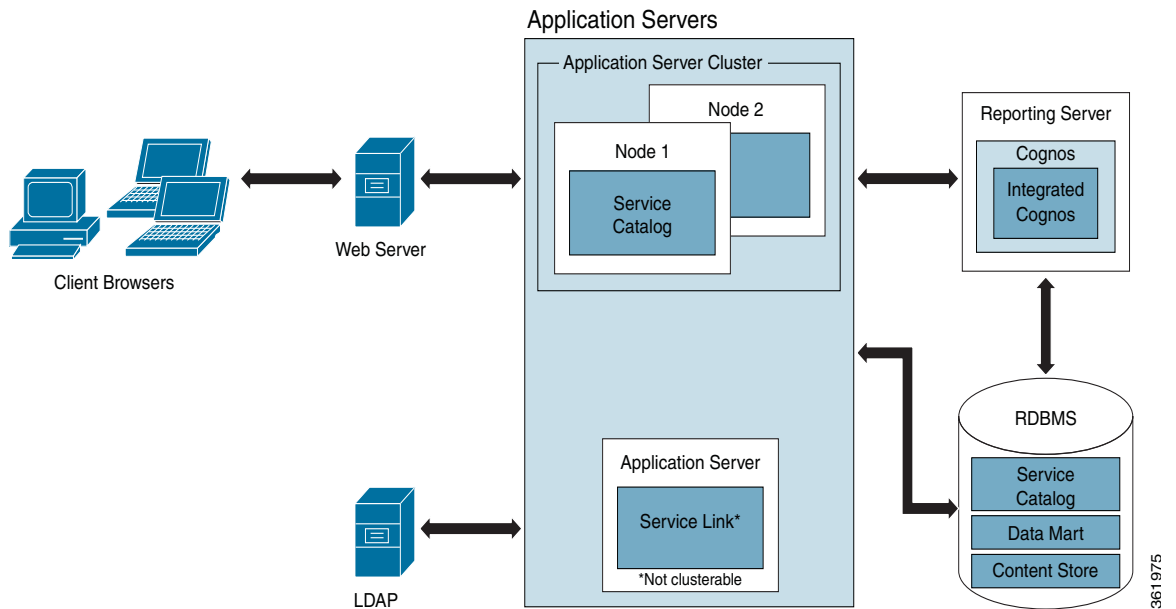 Application Servers
Application Server Cluster
Node 2
Node 1
Service
Catalog
Client Browsers
Web Server
Reporting Server
Cognos
Integrated
Cognos
RDBMS
Service
Catalog
Data Mart
Content Store
Application Server
Service Link*
*Not clusterable
LDAP
361975